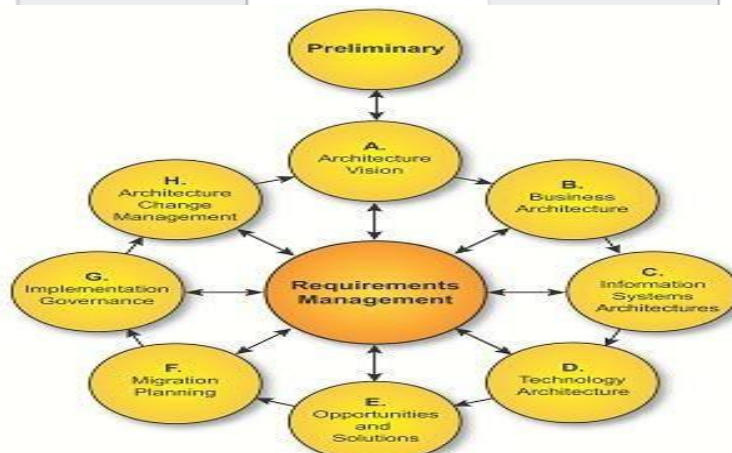 Preliminary
A.
Architecture
Vision
H.
Architecture
Change
Management
B.
Business
Architecture
G.
Implementation
Governance
Requirements
Management
C.
Information
Systems
Architectures
F.
Migration
Planning
D.
Technology
Architecture
E.
Opportunities
and
Solutions